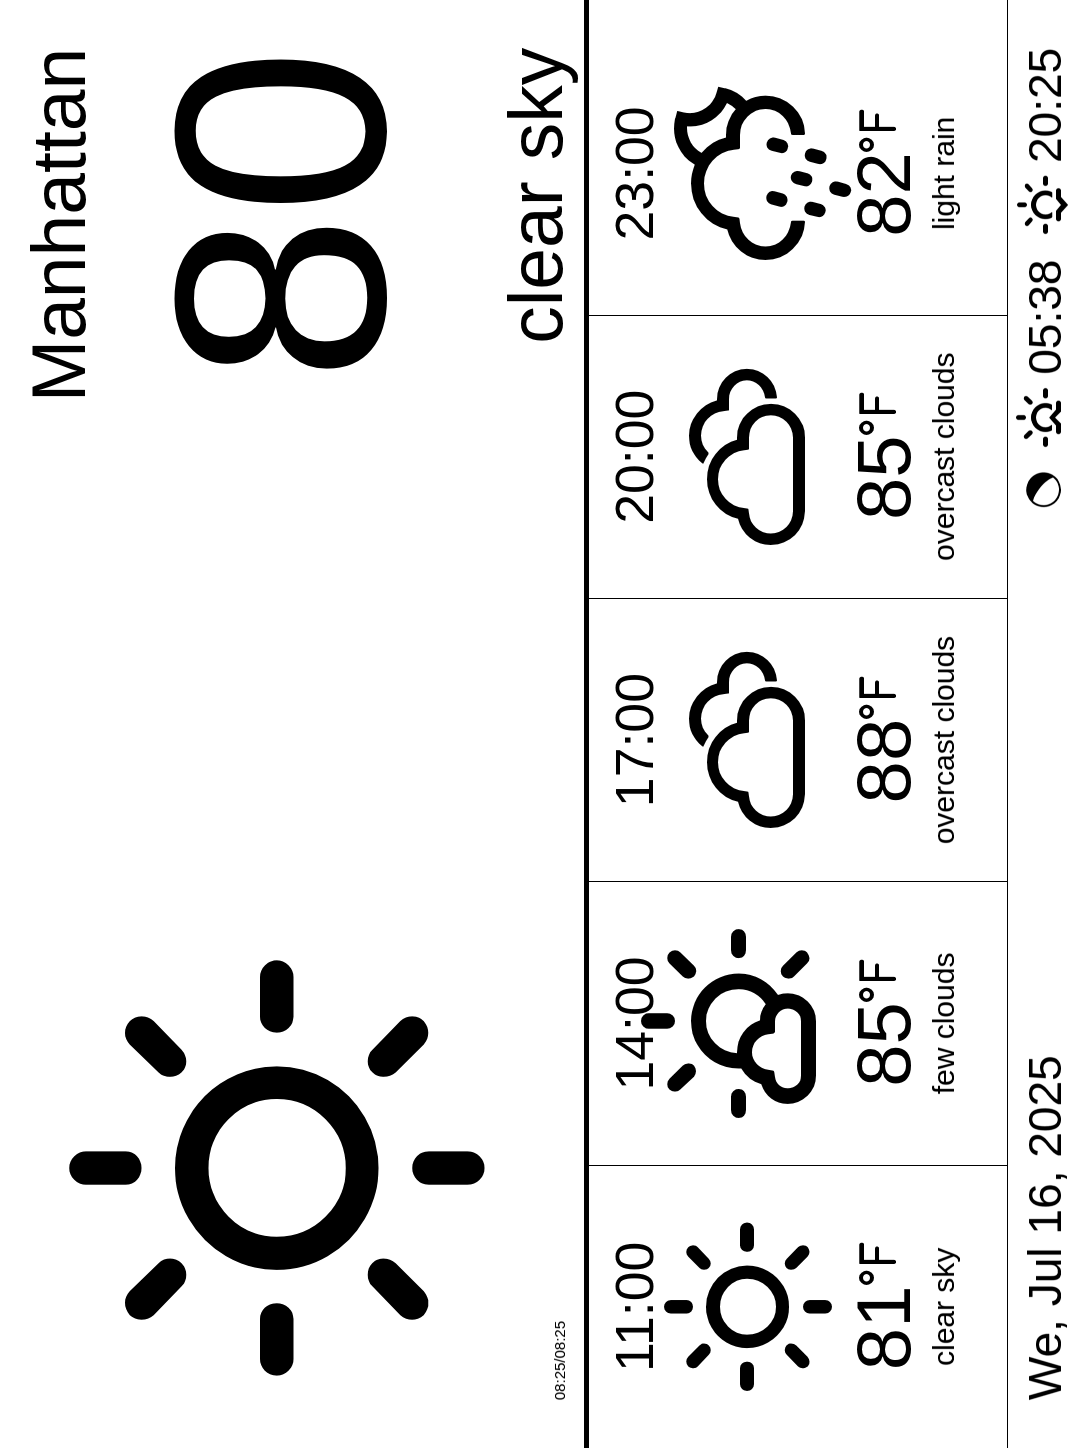 Manhattan
80
clear sky
08:25/08:25
11:00 14:00 17:00 20:00 23:00
81°F 85°F 88°F 85°F 82°F
clear sky few clouds overcast clouds overcast clouds light rain
We, Jul 16, 2025 05:38 20:25